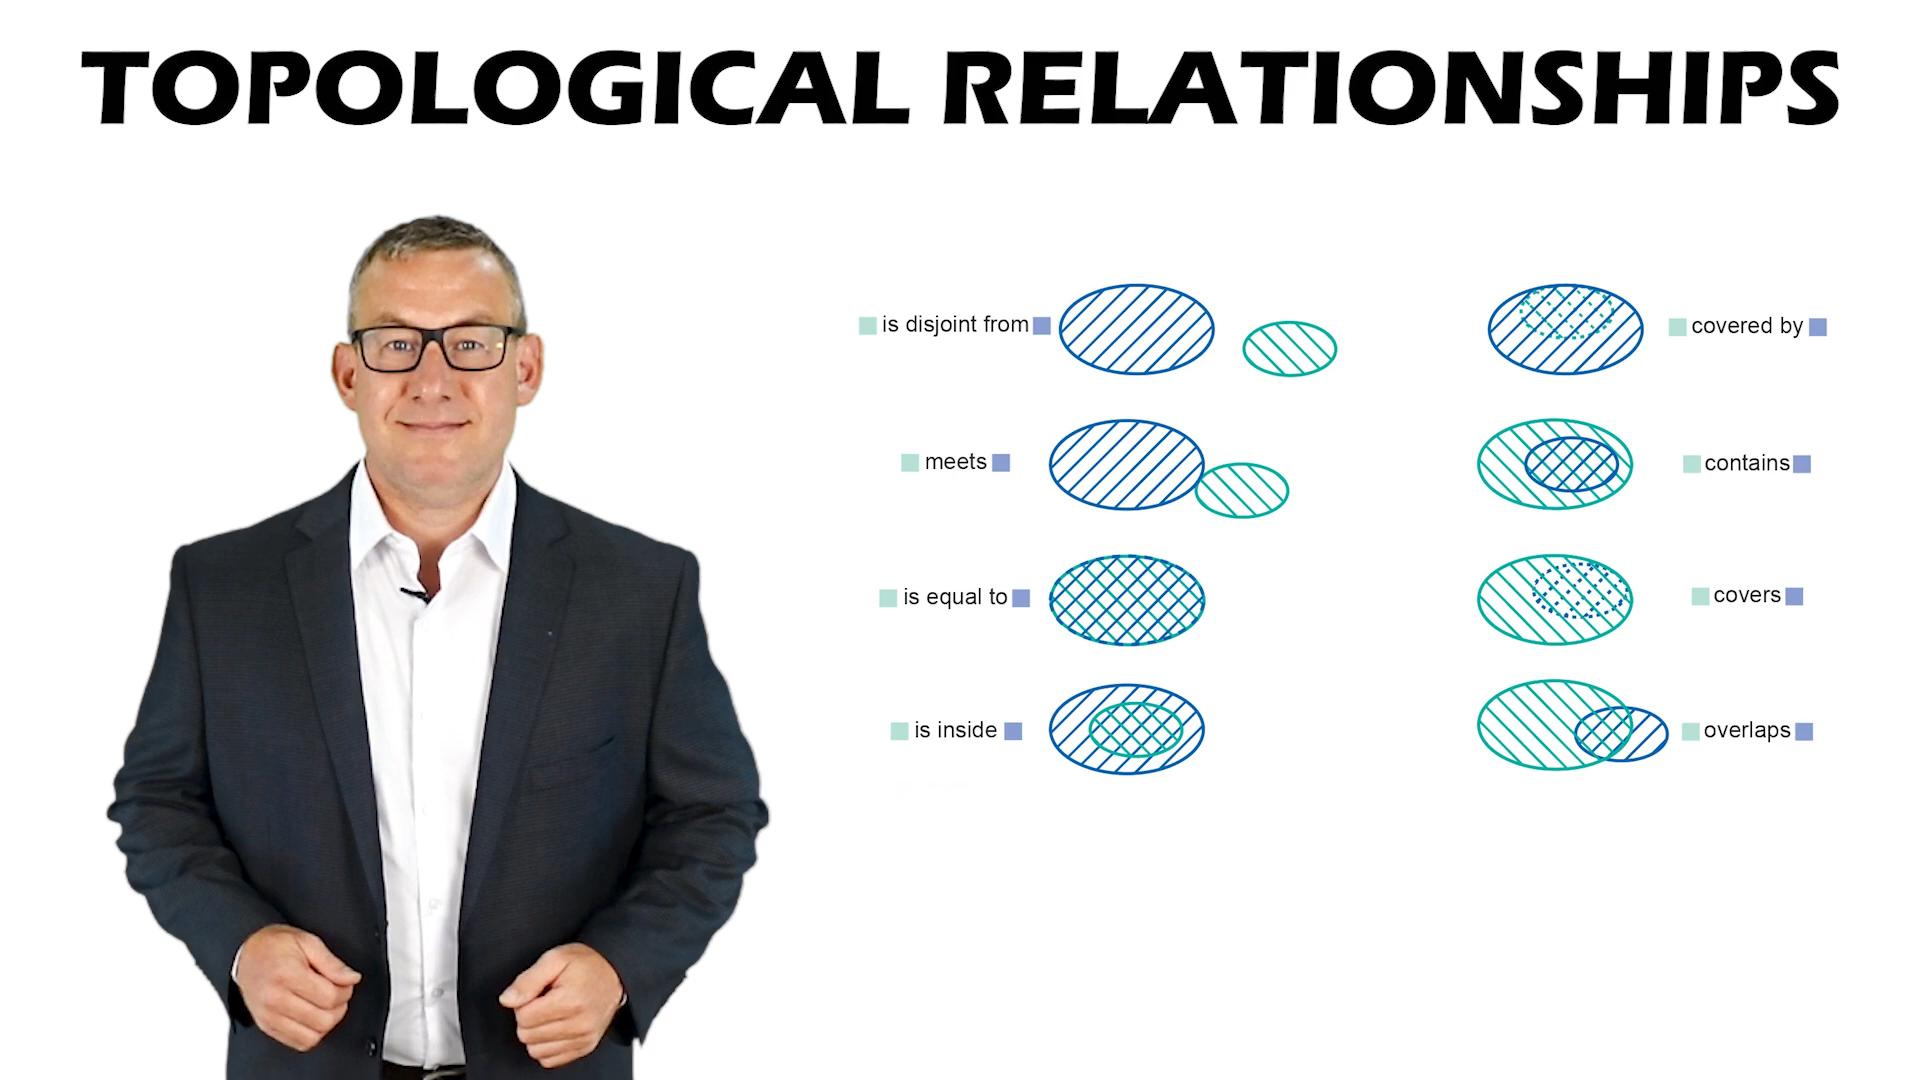 TOPOLOGICAL RELATIONSHIPS
is disjoint from
meets
is equal to
is inside
covered by
contains
covers
overlaps